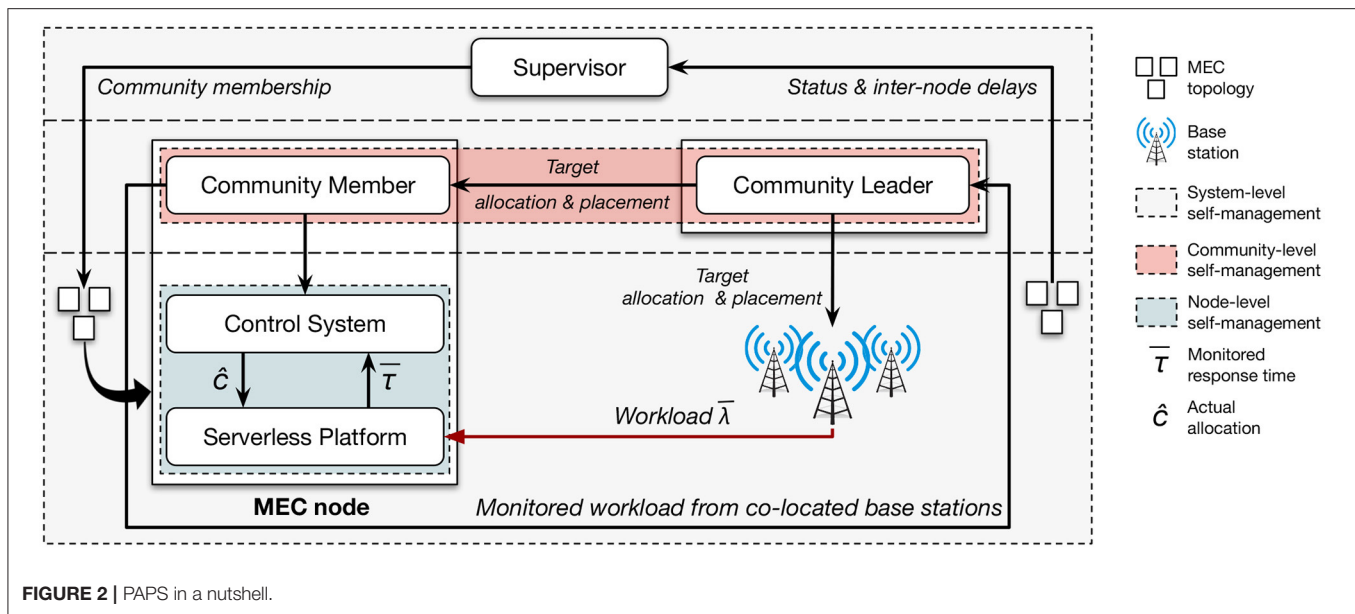 Supervisor
Community membership
Status & inter-node delays
Community Member
Target
allocation & placement
Community Leader
Target
allocation & placement
Control System
ĉ
τ̅
Serverless Platform
Workload λ̅
MEC node
Monitored workload from co-located base stations
MEC
topology
Base
station
System-level
self-management
Community-level
self-management
Node-level
self-management
τ̅
Monitored
response time
ĉ
Actual
allocation
FIGURE 2 | PAPS in a nutshell.